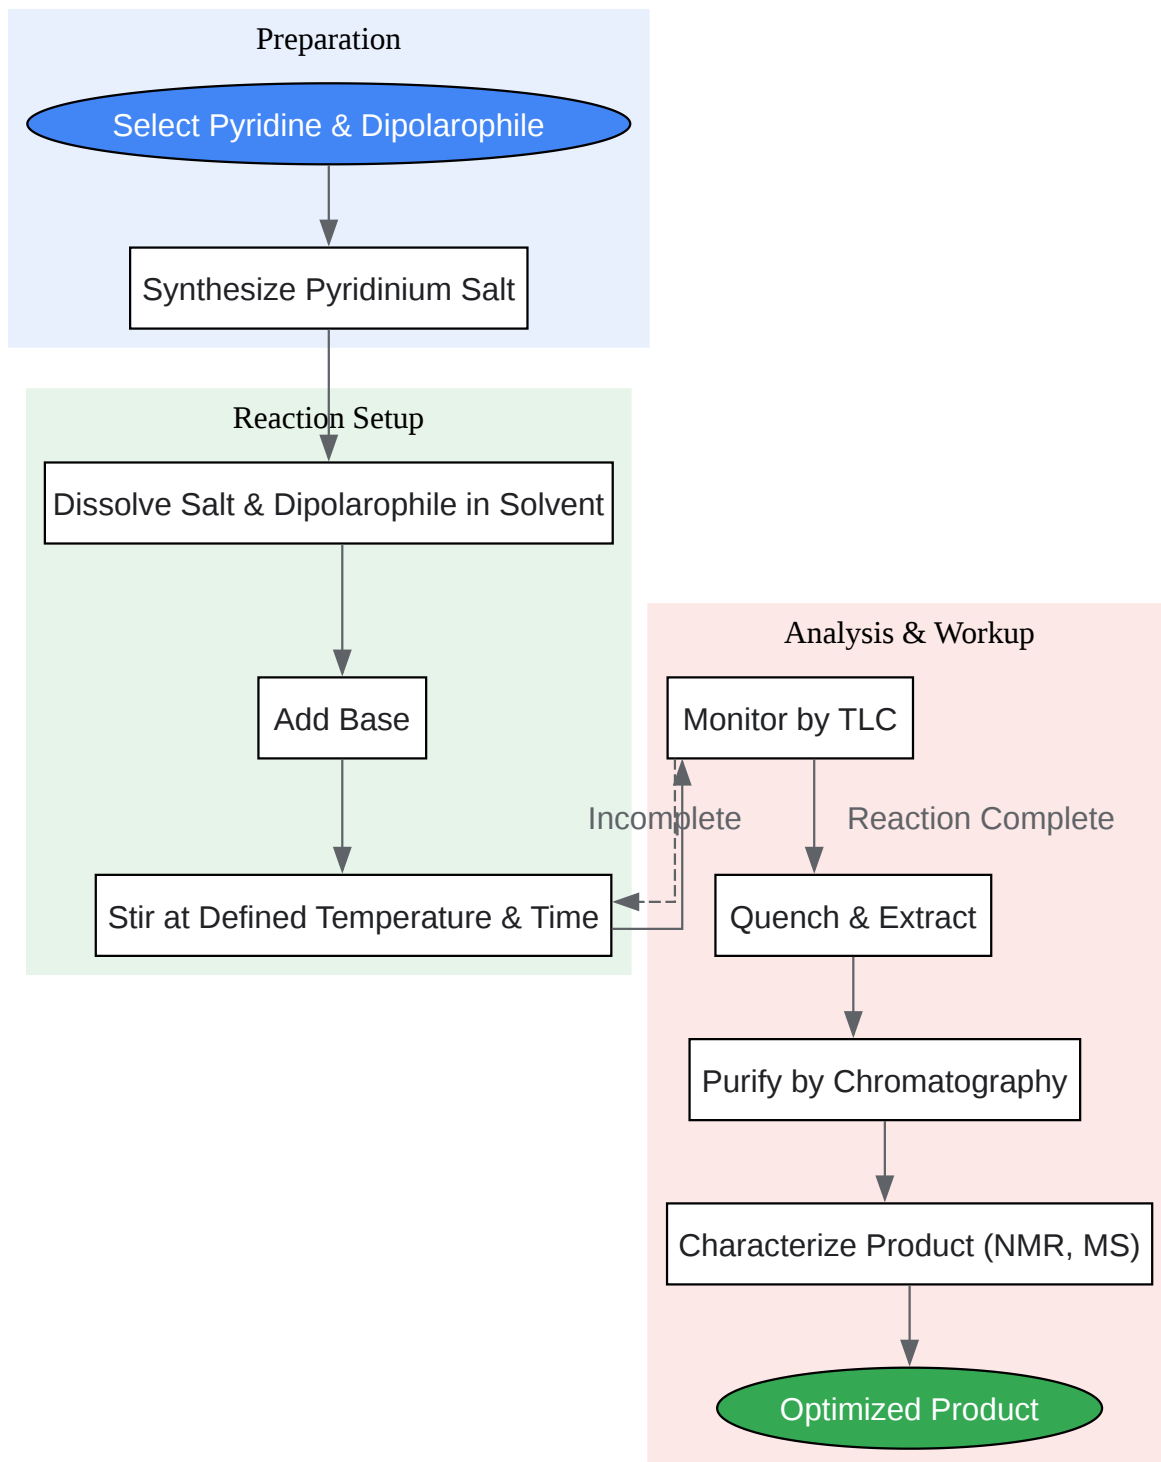 Preparation
Select Pyridine & Dipolarophile
Synthesize Pyridinium Salt
Reaction Setup
Dissolve Salt & Dipolarophile in Solvent
Add Base
Stir at Defined Temperature & Time
Analysis & Workup
Monitor by TLC
Incomplete
Reaction Complete
Quench & Extract
Purify by Chromatography
Characterize Product (NMR, MS)
Optimized Product